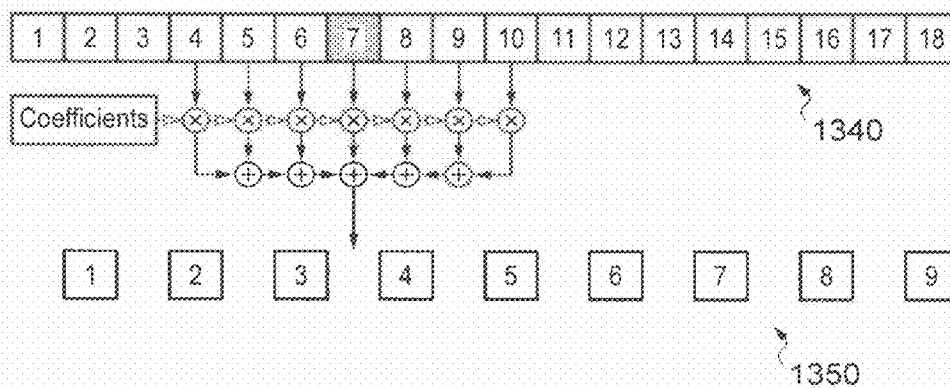 1 2 3 4 5 6 7 8 9 10 11 12 13 14 15 16 17 18
Coefficients × × × × × × ×
1340
+ + + + +
1 2 3 4 5 6 7 8 9
1350